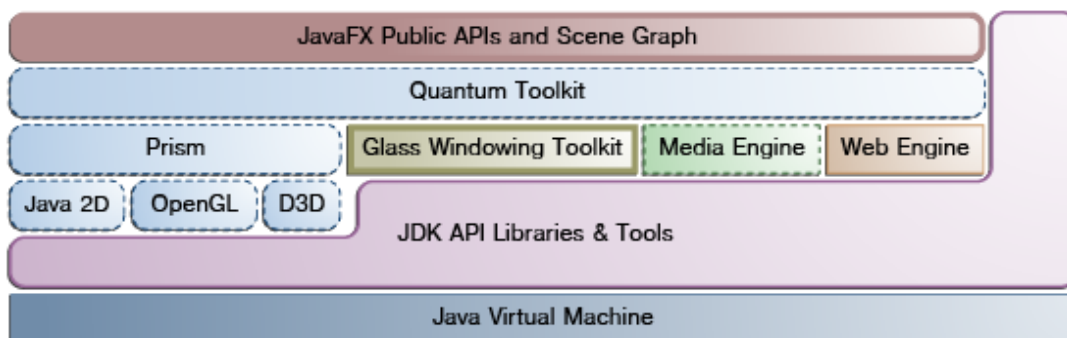 JavaFX Public APIs and Scene Graph
Quantum Toolkit
Prism
Glass Windowing Toolkit
Media Engine
Web Engine
Java 2D
OpenGL
D3D
JDK API Libraries & Tools
Java Virtual Machine